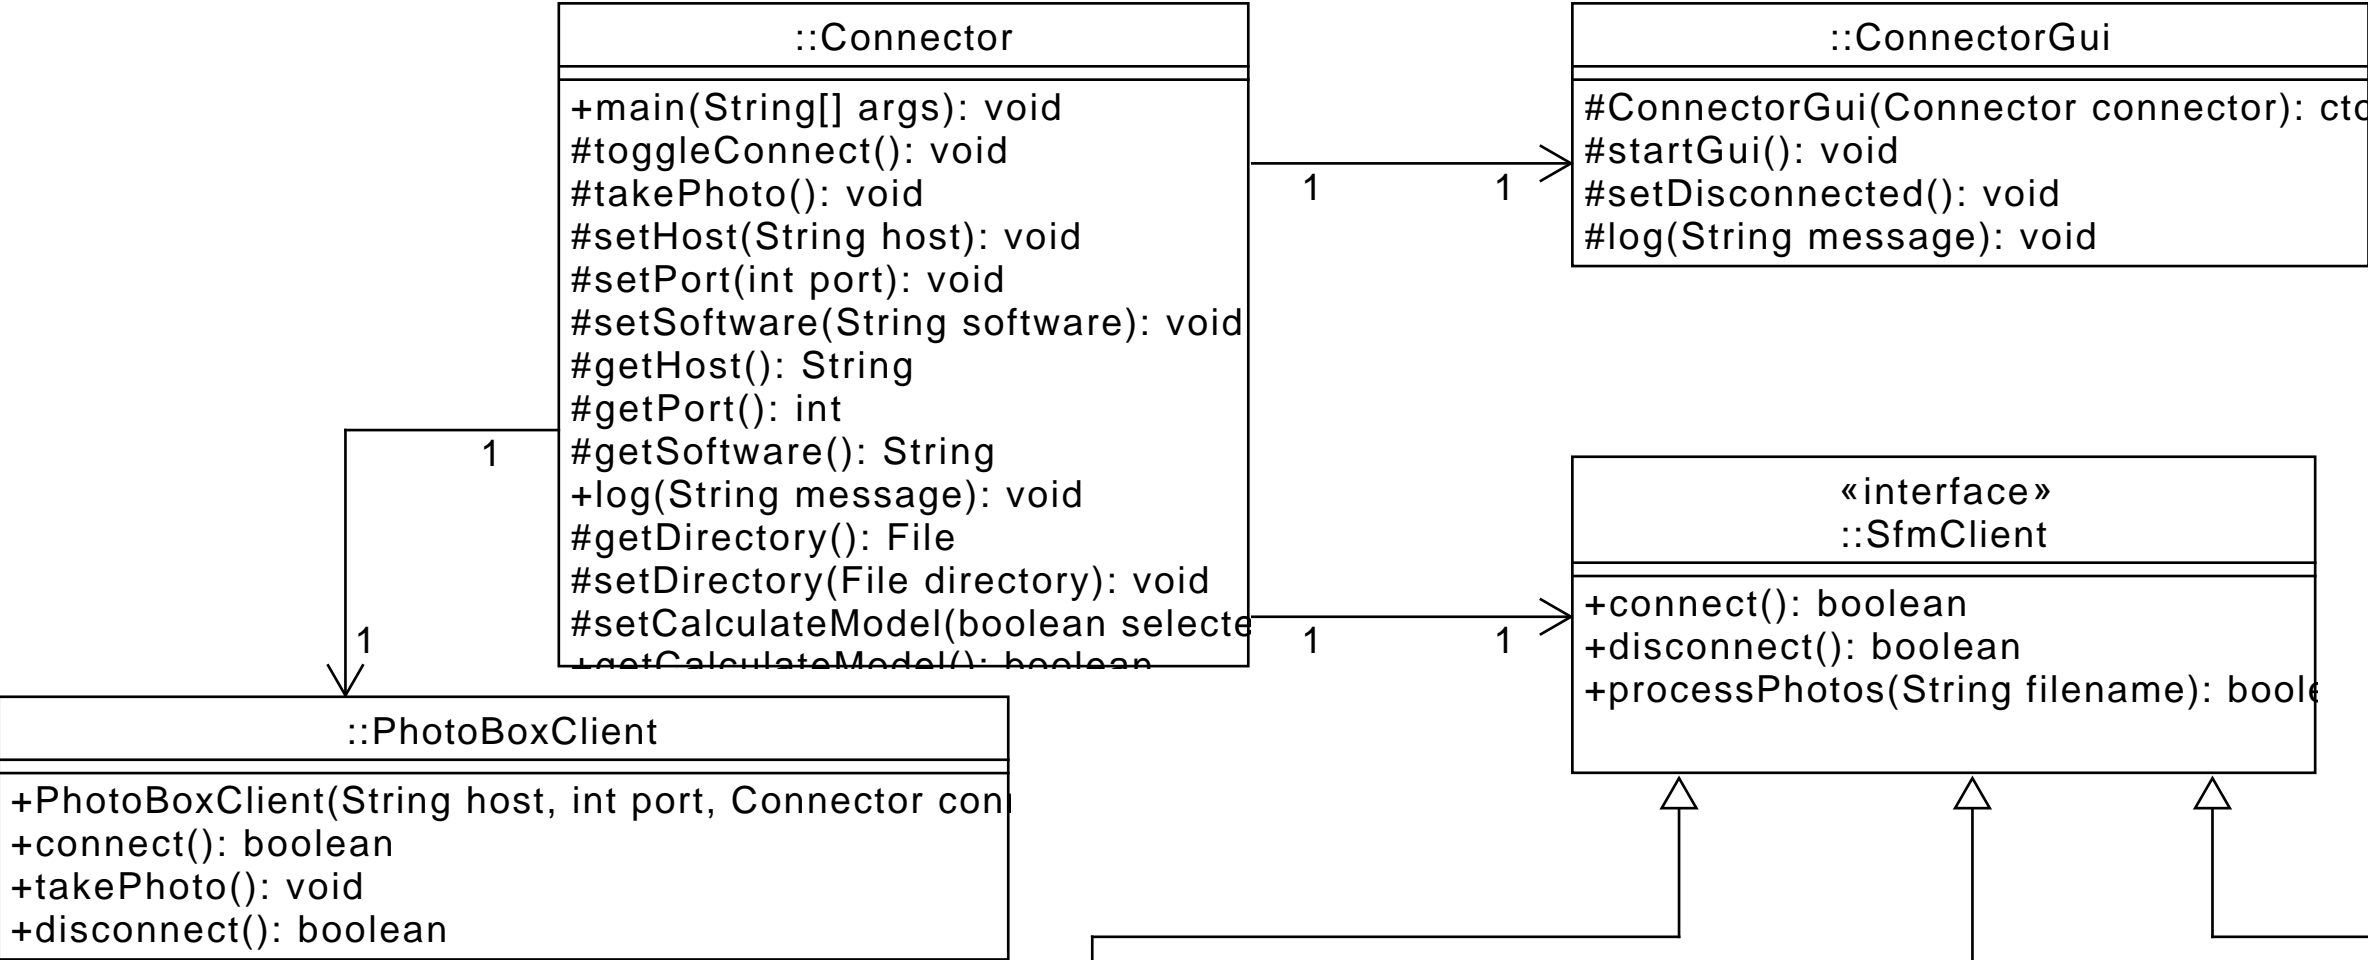 ::Connector
+main(String[] args): void
#toggleConnect(): void
#takePhoto(): void
#setHost(String host): void
#setPort(int port): void
#setSoftware(String software): void
#getHost(): String
#getPort(): int
#getSoftware(): String
+log(String message): void
#getDirectory(): File
#setDirectory(File directory): void
#setCalculateModel(boolean selecte
+getCalculateModel(): boolean
::ConnectorGui
#ConnectorGui(Connector connector): cto
#startGui(): void
#setDisconnected(): void
#log(String message): void
1
1
1
1
1
1
«interface»
::SfmClient
+connect(): boolean
+disconnect(): boolean
+processPhotos(String filename): boole
::PhotoBoxClient
+PhotoBoxClient(String host, int port, Connector con
+connect(): boolean
+takePhoto(): void
+disconnect(): boolean